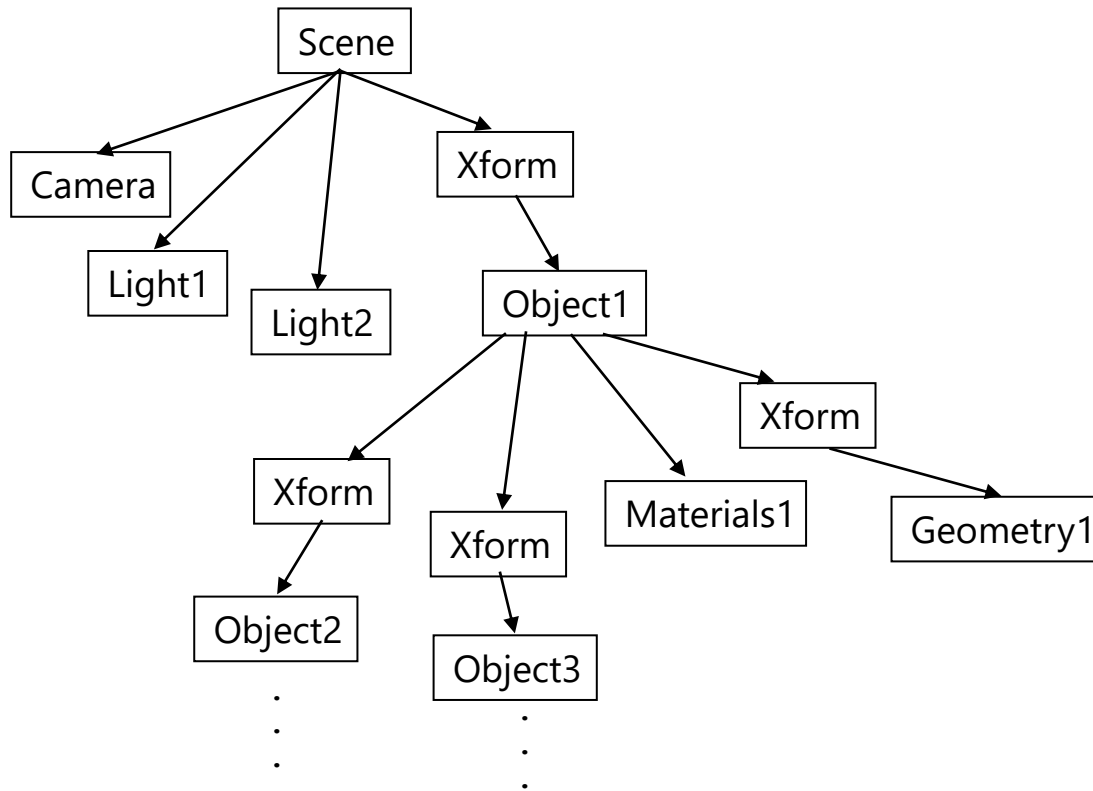 Scene
Camera
Xform
Light1
Light2
Object1
Xform
Xform
Materials1
Xform
Geometry1
Object2
Object3